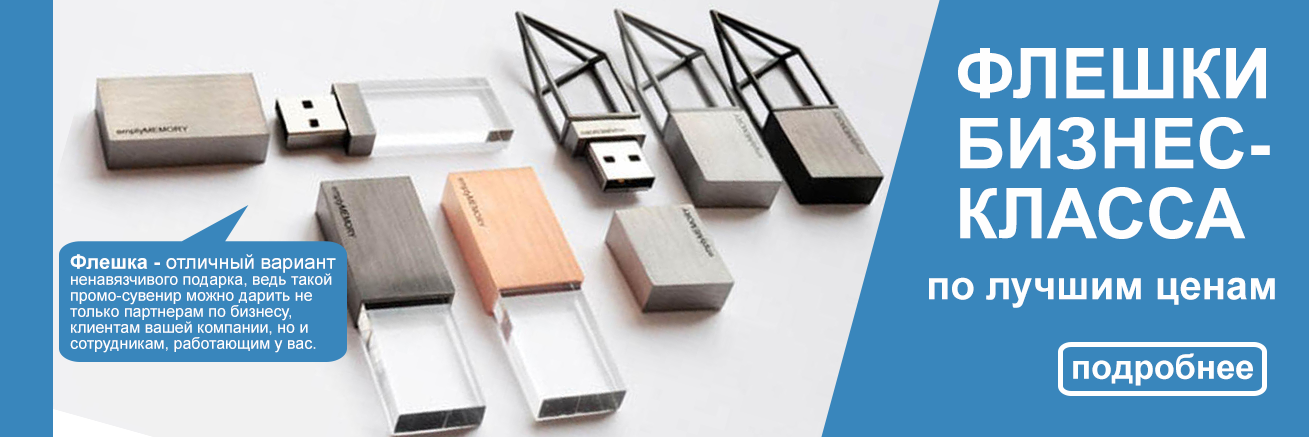 ФЛЕШКИ
БИЗНЕС-
КЛАССА
по лучшим ценам
подробнее
Флешка - отличный вариант
ненавязчивого подарка, ведь такой
промо-сувенир можно дарить не
только партнерам по бизнесу,
клиентам вашей компании, но и
сотрудникам, работающим у вас.
emptyMEMORY
emptyMEMORY
emptyMEMORY
emptyMEMORY
emptyMEMORY
emptyMEMORY
emptyMEMORY